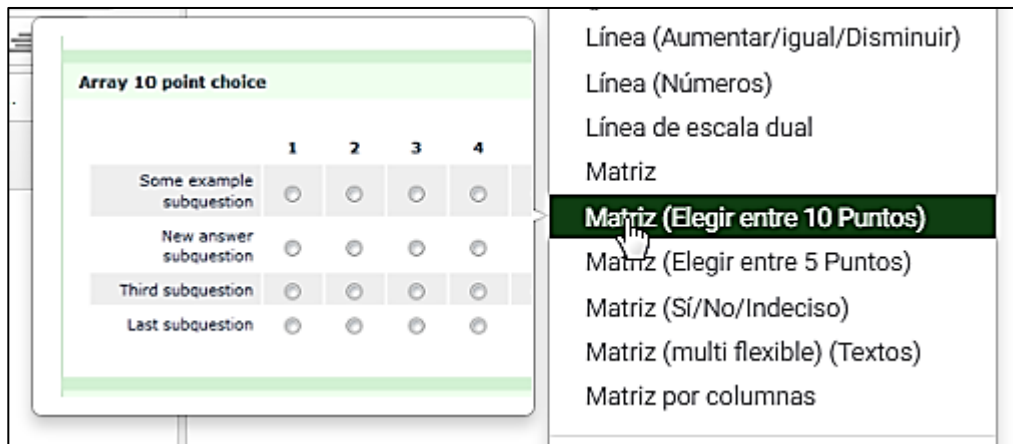 Array 10 point choice
1 2 3 4
Some example
subquestion
New answer
subquestion
Third subquestion
Last subquestion
Línea (Aumentar/igual/Disminuir)
Línea (Números)
Línea de escala dual
Matriz
Matriz (Elegir entre 10 Puntos)
Matriz (Elegir entre 5 Puntos)
Matriz (Sí/No/Indeciso)
Matriz (multi flexible) (Textos)
Matriz por columnas